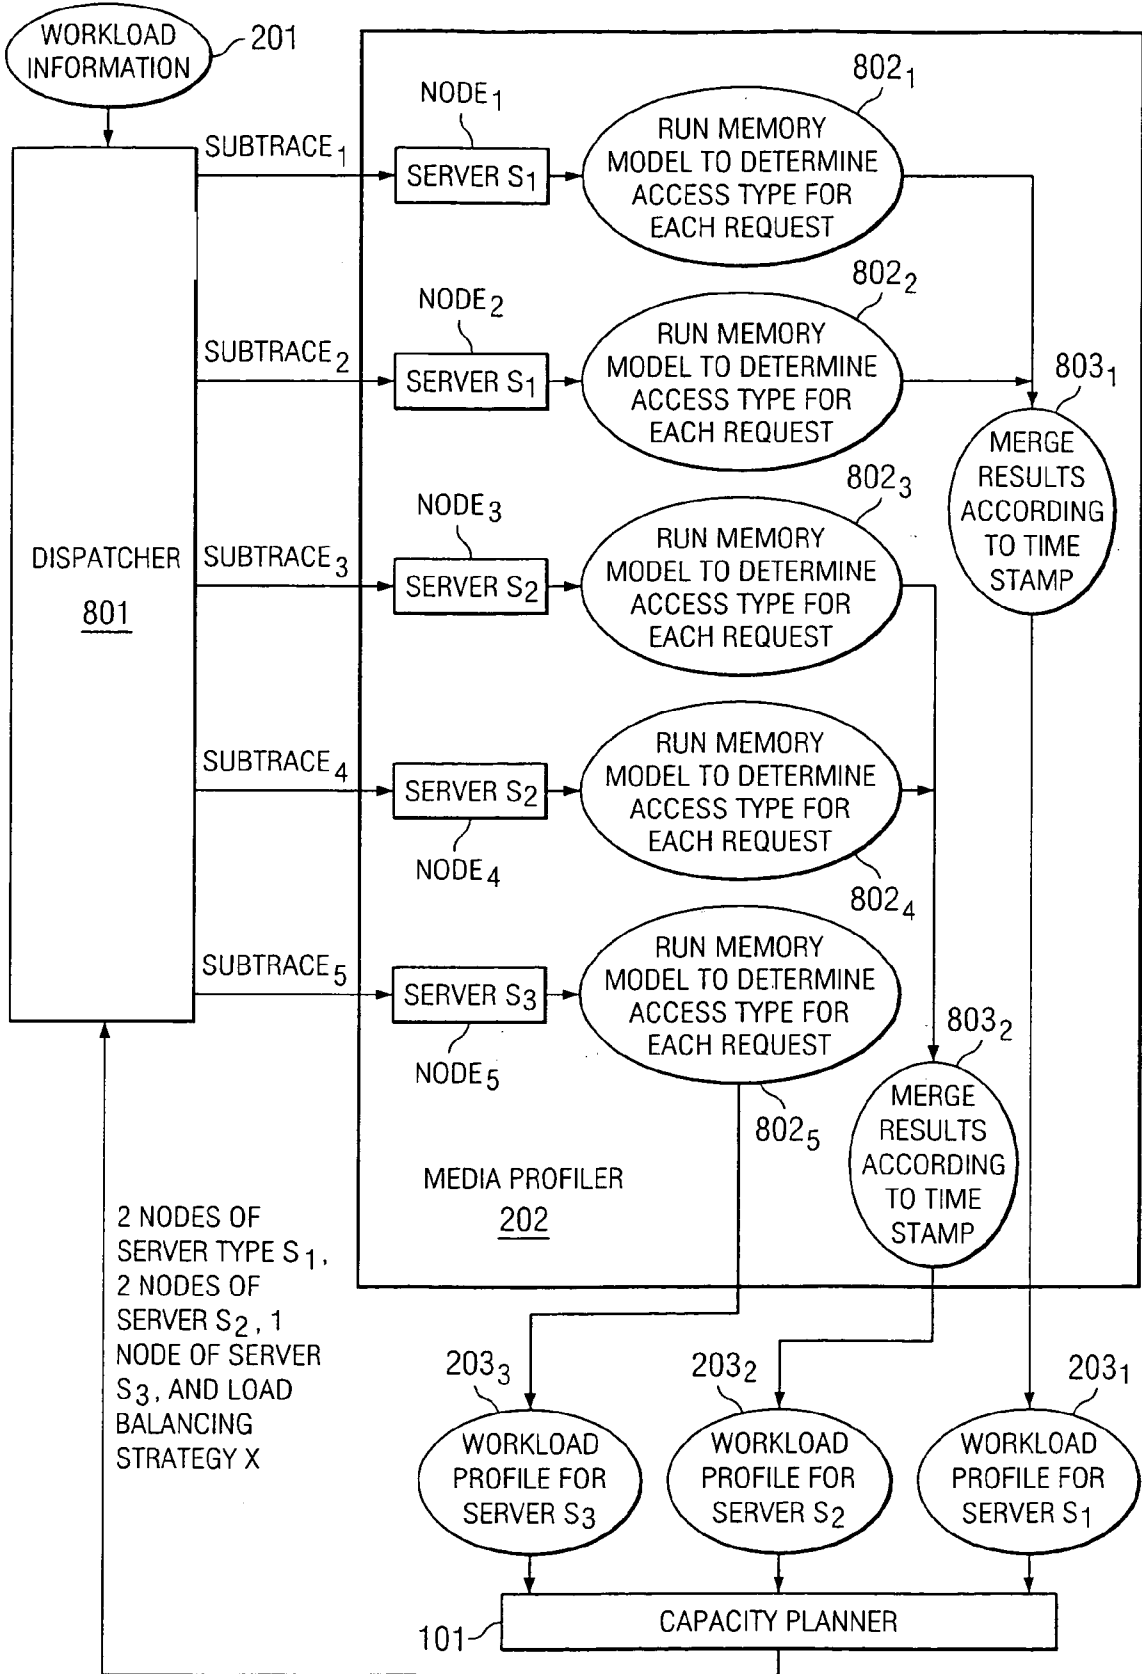 WORKLOAD
INFORMATION
201
DISPATCHER
801
SUBTRACE1
NODE1
SERVER S1
8021
RUN MEMORY
MODEL TO DETERMINE
ACCESS TYPE FOR
EACH REQUEST
SUBTRACE2
NODE2
SERVER S1
8022
RUN MEMORY
MODEL TO DETERMINE
ACCESS TYPE FOR
EACH REQUEST
8031
MERGE
RESULTS
ACCORDING
TO TIME
STAMP
SUBTRACE3
NODE3
SERVER S2
8023
RUN MEMORY
MODEL TO DETERMINE
ACCESS TYPE FOR
EACH REQUEST
SUBTRACE4
SERVER S2
NODE4
RUN MEMORY
MODEL TO DETERMINE
ACCESS TYPE FOR
EACH REQUEST
8024
SUBTRACE5
SERVER S3
NODE5
RUN MEMORY
MODEL TO DETERMINE
ACCESS TYPE FOR
EACH REQUEST
8025
8032
MERGE
RESULTS
ACCORDING
TO TIME
STAMP
MEDIA PROFILER
202
2 NODES OF
SERVER TYPE S1,
2 NODES OF
SERVER S2, 1
NODE OF SERVER
S3, AND LOAD
BALANCING
STRATEGY X
2033
WORKLOAD
PROFILE FOR
SERVER S3
2032
WORKLOAD
PROFILE FOR
SERVER S2
2031
WORKLOAD
PROFILE FOR
SERVER S1
101
CAPACITY PLANNER